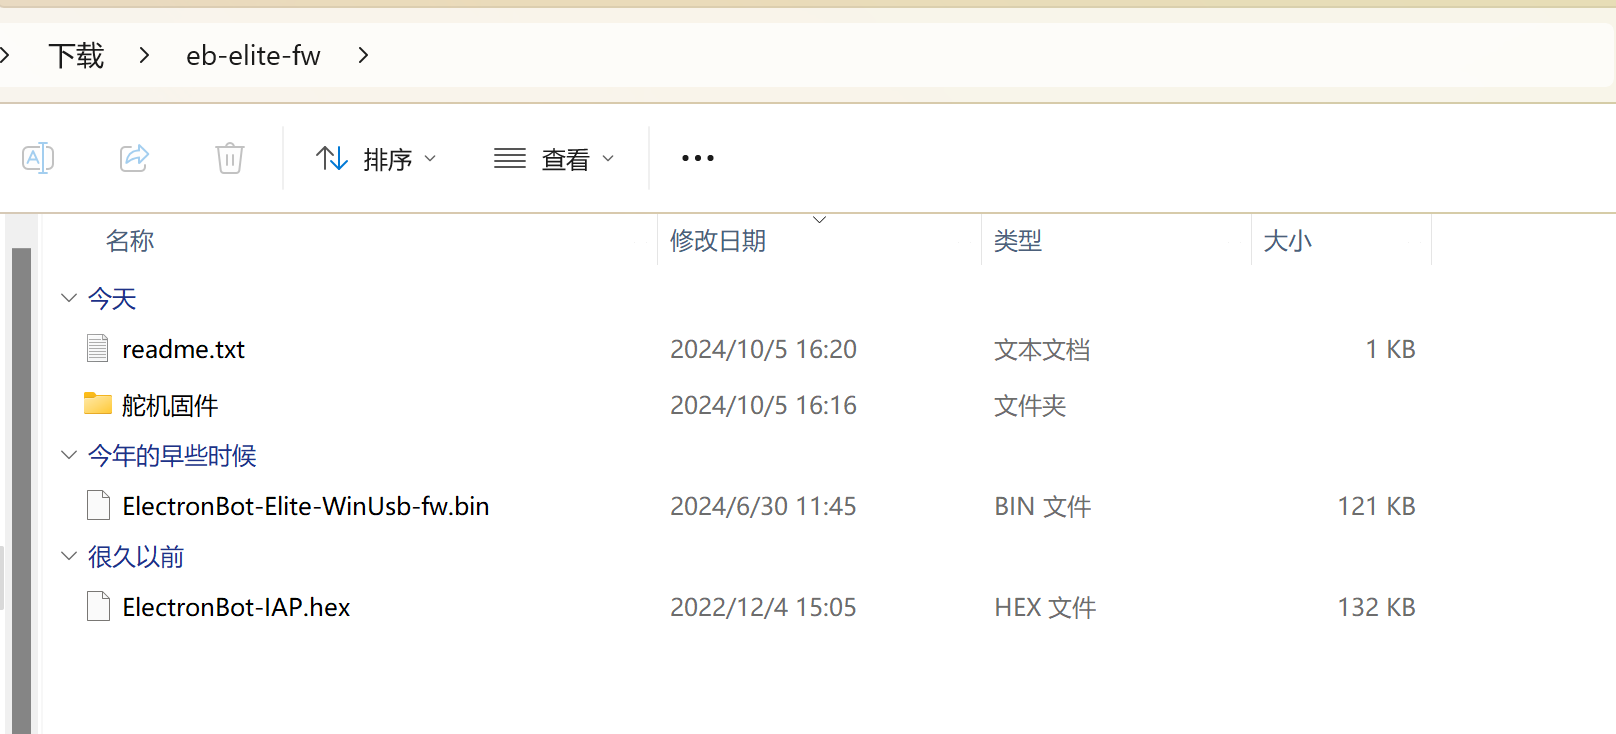 下载 eb-elite-fw
排序 查看
名称 修改日期 类型 大小
今天
readme.txt 2024/10/5 16:20 文本文档 1 KB
舵机固件 2024/10/5 16:16 文件夹
今年的早些时候
ElectronBot-Elite-WinUsb-fw.bin 2024/6/30 11:45 BIN 文件 121 KB
很久以前
ElectronBot-IAP.hex 2022/12/4 15:05 HEX 文件 132 KB